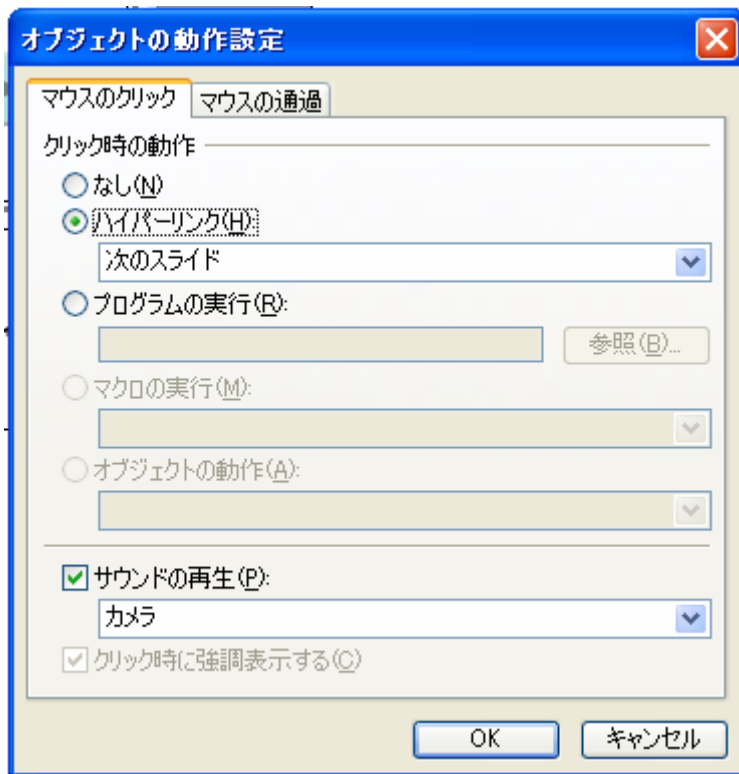 オブジェクトの動作設定
マウスのクリック マウスの通過
クリック時の動作
なし(N)
ハイパーリンク(H):
次のスライド
プログラムの実行(R):
参照(B)...
マクロの実行(M):
オブジェクトの動作(A):
サウンドの再生(P):
カメラ
クリック時に強調表示する(C)
OK キャンセル